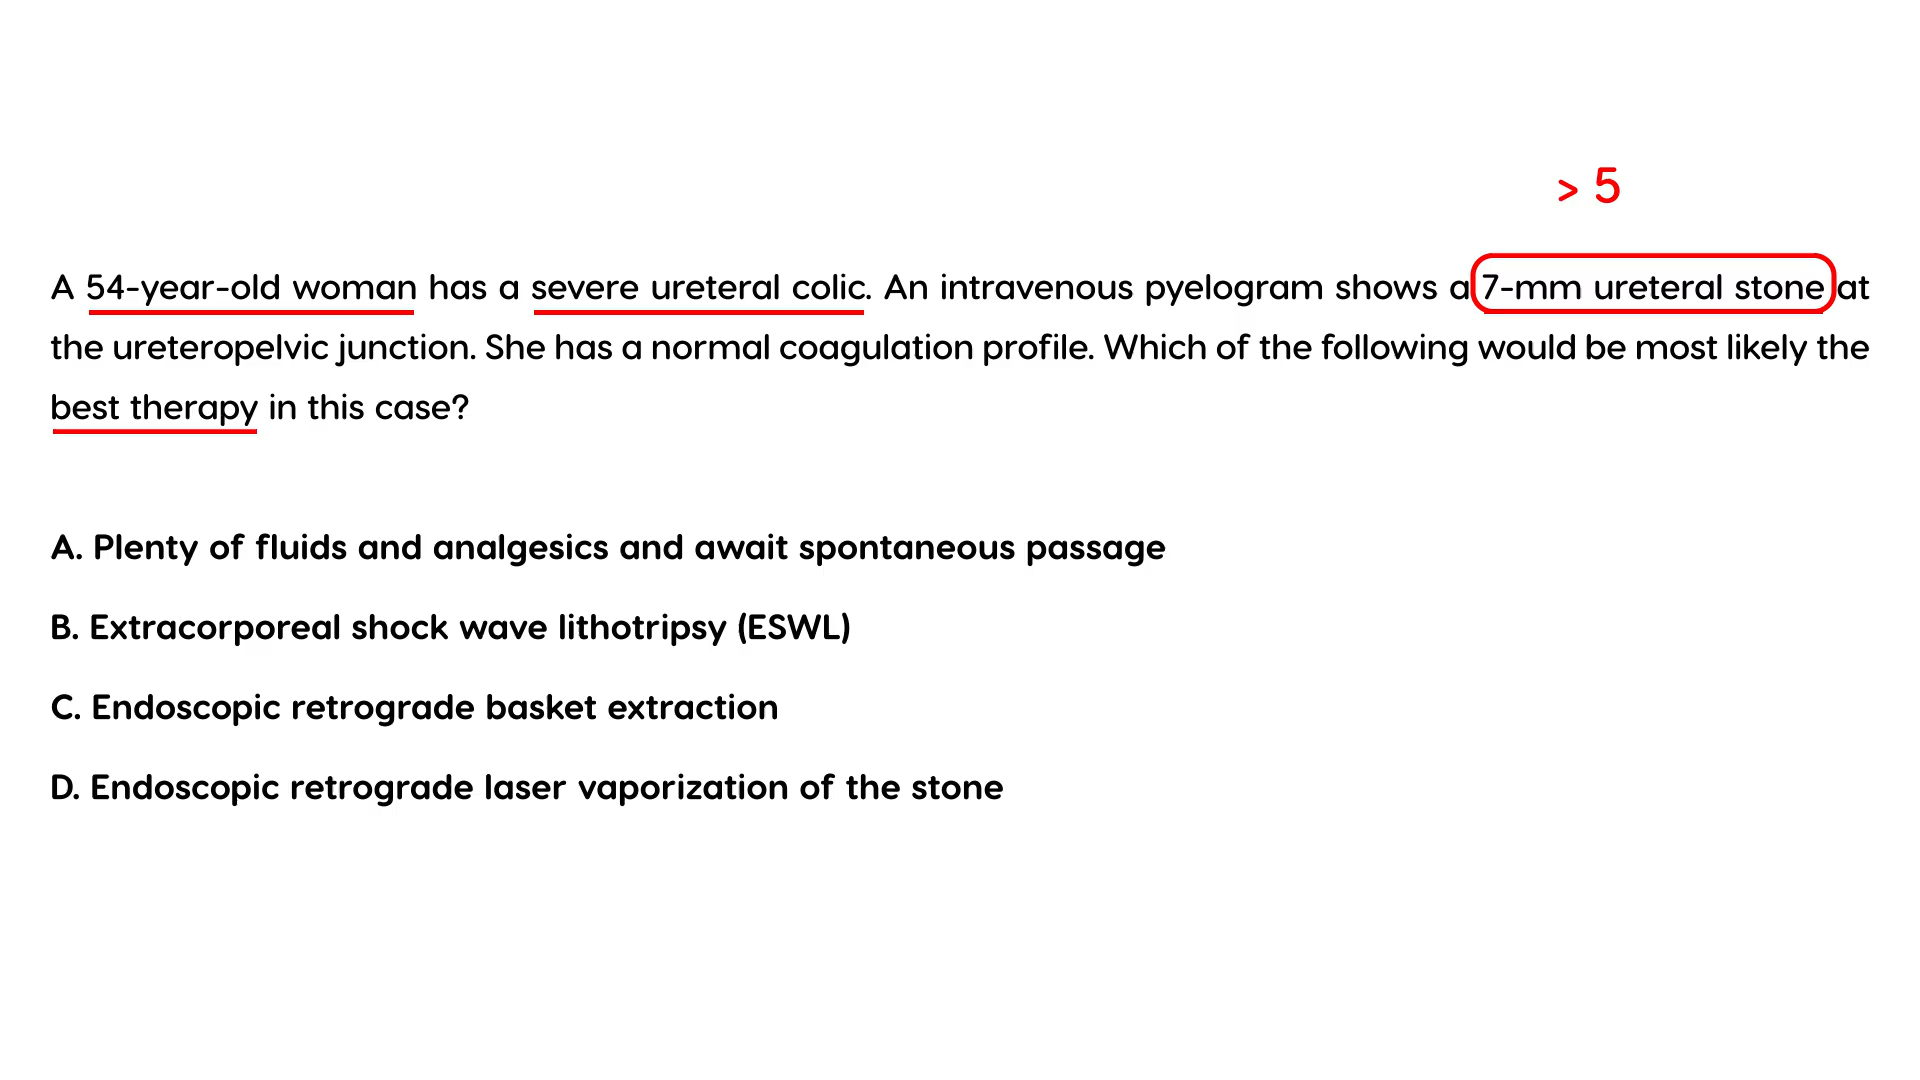 > 5
A 54-year-old woman has a severe ureteral colic. An intravenous pyelogram shows a 7-mm ureteral stone at
the ureteropelvic junction. She has a normal coagulation profile. Which of the following would be most likely the
best therapy in this case?
A. Plenty of fluids and analgesics and await spontaneous passage
B. Extracorporeal shock wave lithotripsy (ESWL)
C. Endoscopic retrograde basket extraction
D. Endoscopic retrograde laser vaporization of the stone